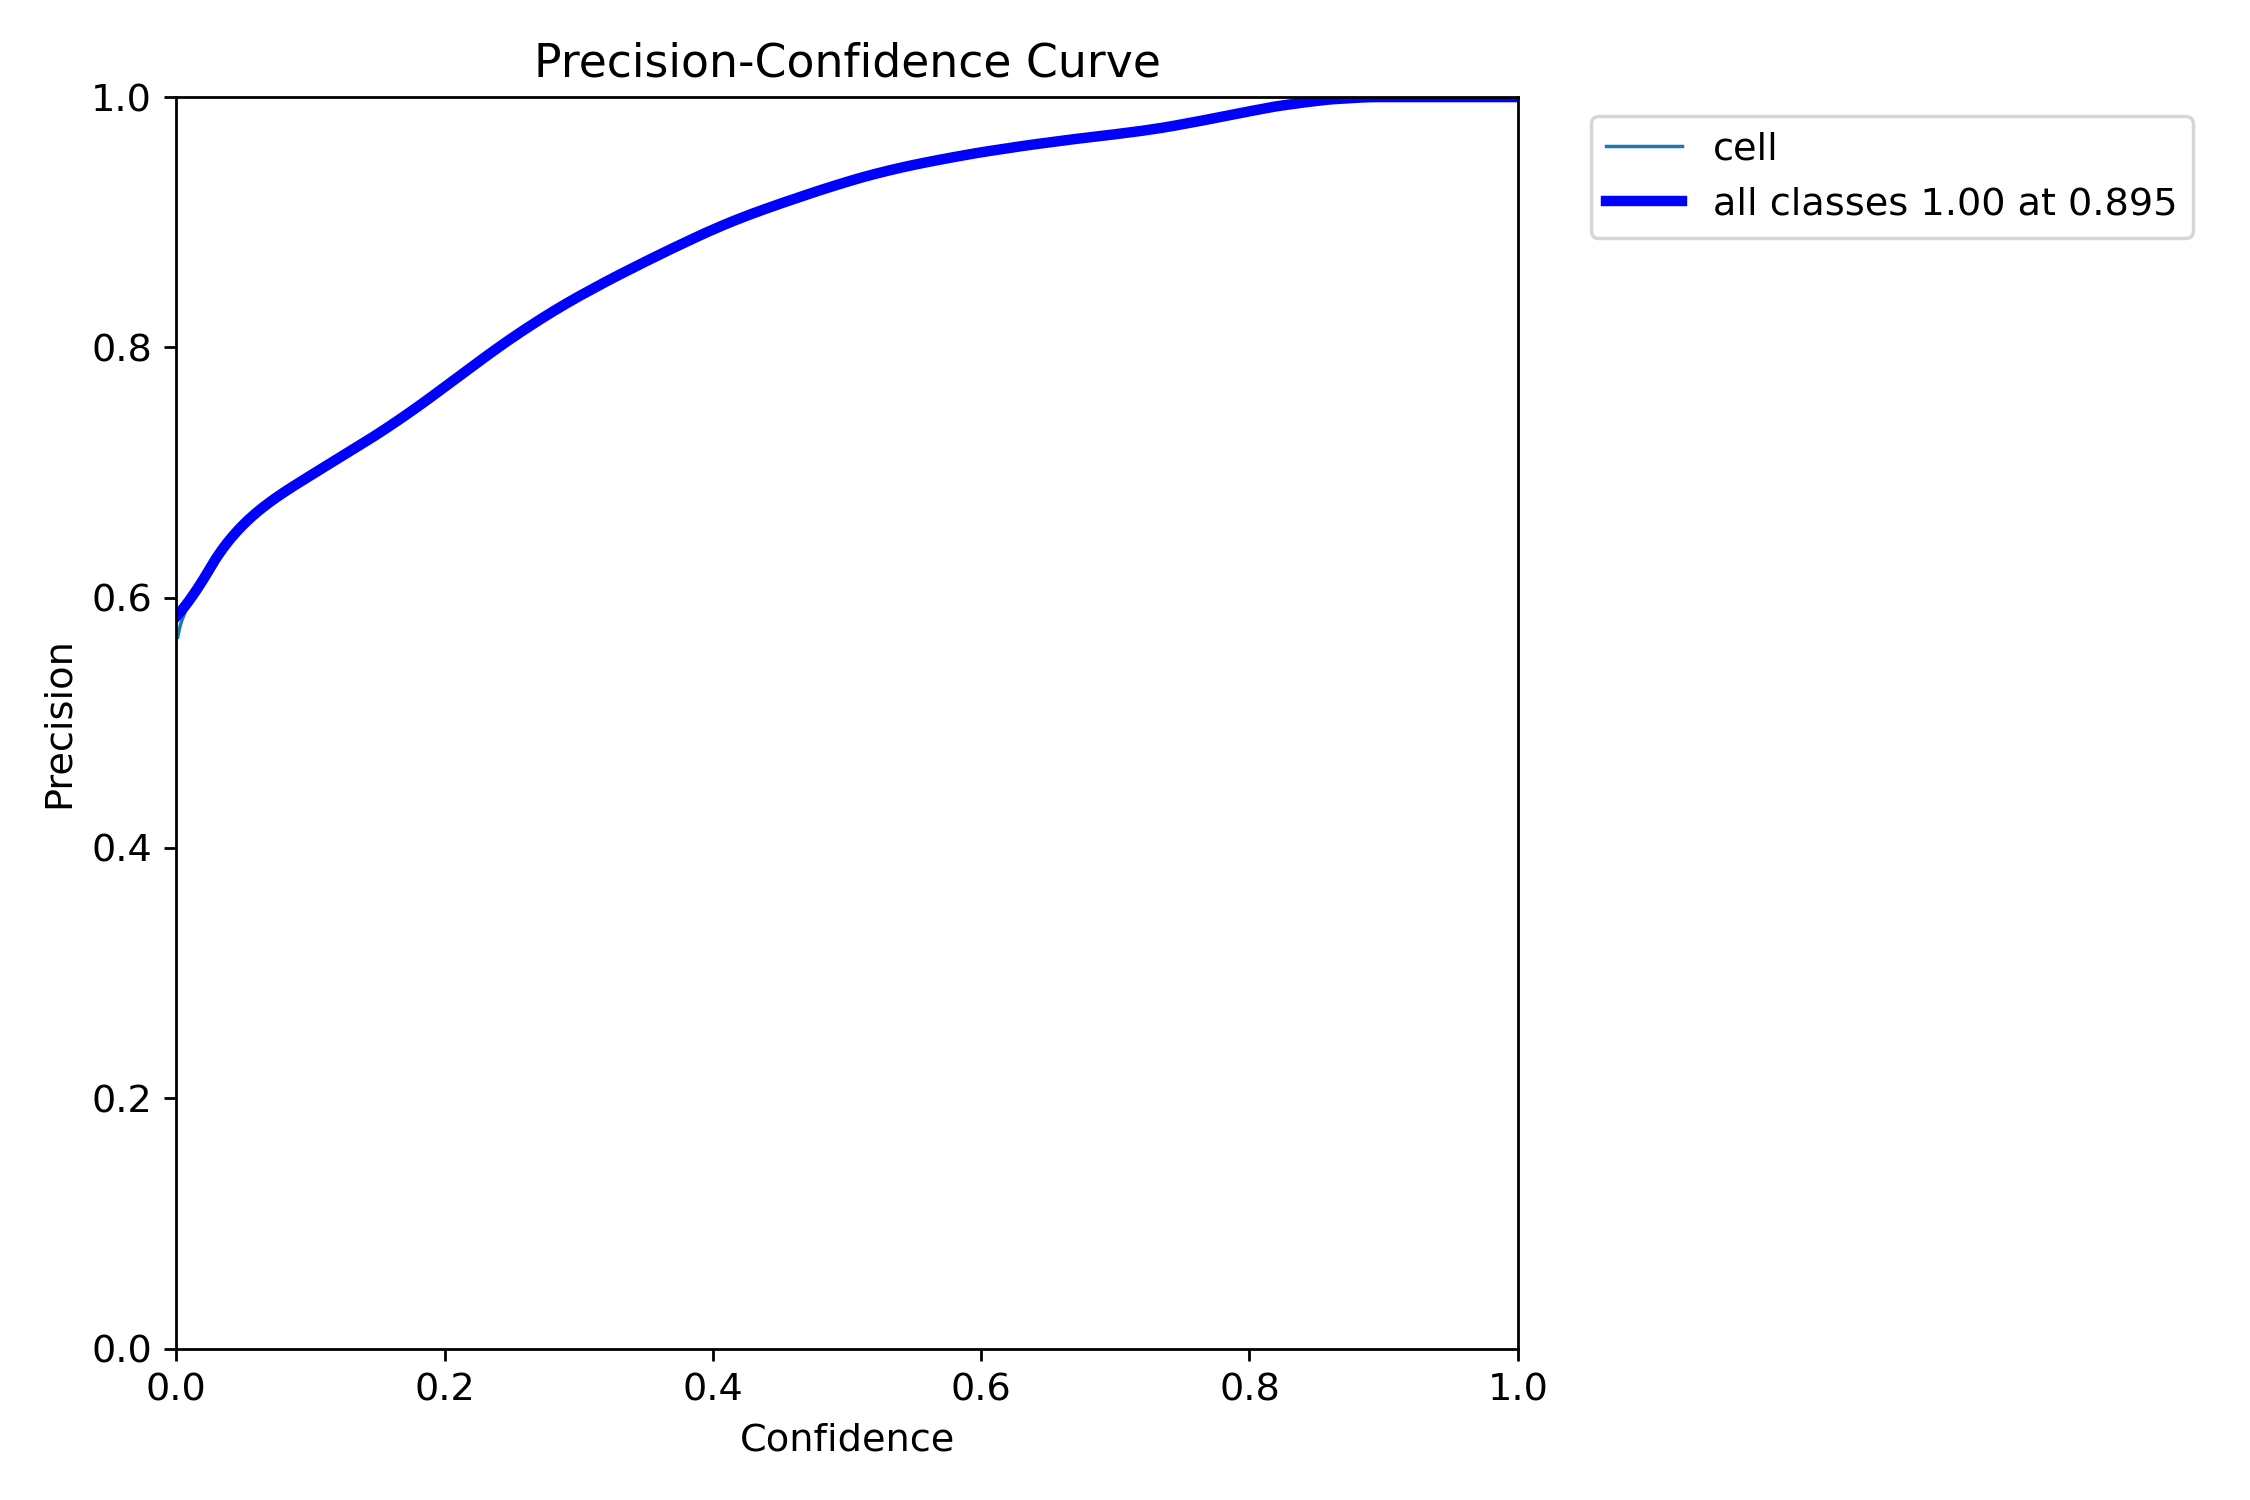 Precision-Confidence Curve
1.0
0.8
0.6
0.4
0.2
0.0
Precision
0.0 0.2 0.4 0.6 0.8 1.0
Confidence
cell
all classes 1.00 at 0.895